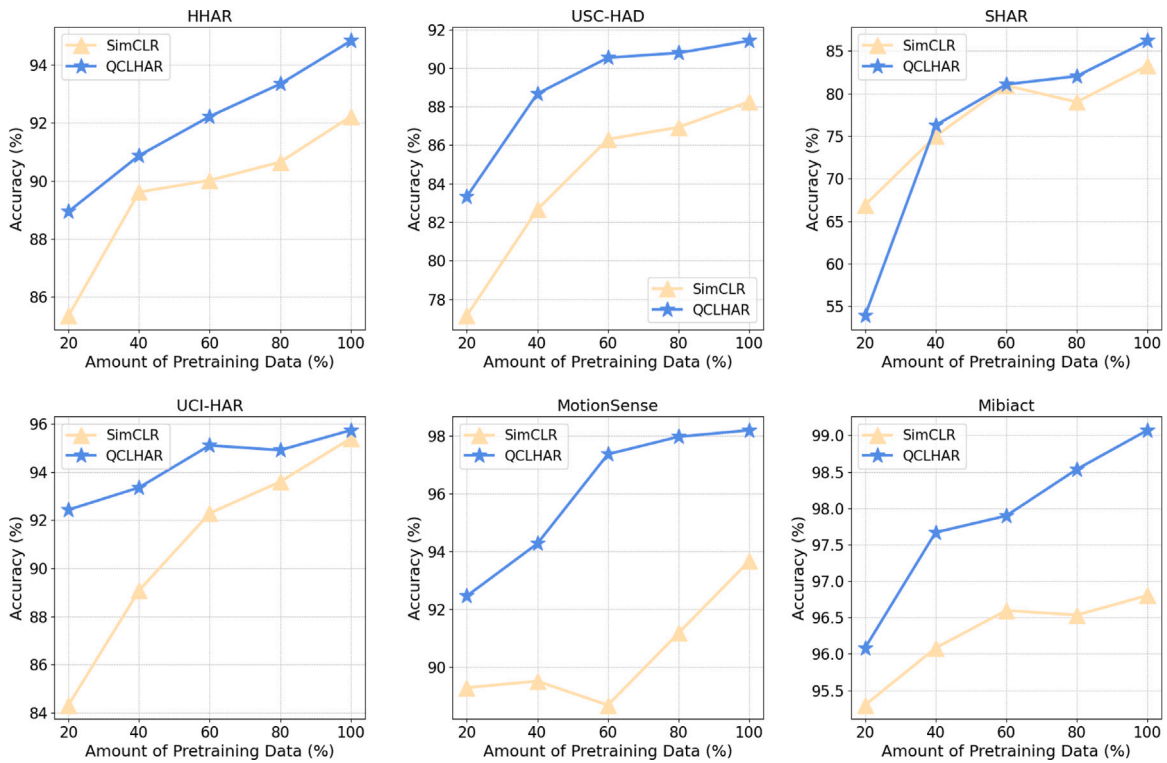 HHAR
SimCLR
QCLHAR
94
92
90
88
86
Accuracy (%)
20 40 60 80 100
Amount of Pretraining Data (%)
USC-HAD
92
90
88
86
84
82
80
78
Accuracy (%)
SimCLR
QCLHAR
20 40 60 80 100
Amount of Pretraining Data (%)
SHAR
SimCLR
QCLHAR
85
80
75
70
65
60
55
Accuracy (%)
20 40 60 80 100
Amount of Pretraining Data (%)
UCI-HAR
SimCLR
QCLHAR
96
94
92
90
88
86
84
Accuracy (%)
20 40 60 80 100
Amount of Pretraining Data (%)
MotionSense
SimCLR
QCLHAR
98
96
94
92
90
Accuracy (%)
20 40 60 80 100
Amount of Pretraining Data (%)
Mibiact
SimCLR
QCLHAR
99.0
98.5
98.0
97.5
97.0
96.5
96.0
95.5
Accuracy (%)
20 40 60 80 100
Amount of Pretraining Data (%)